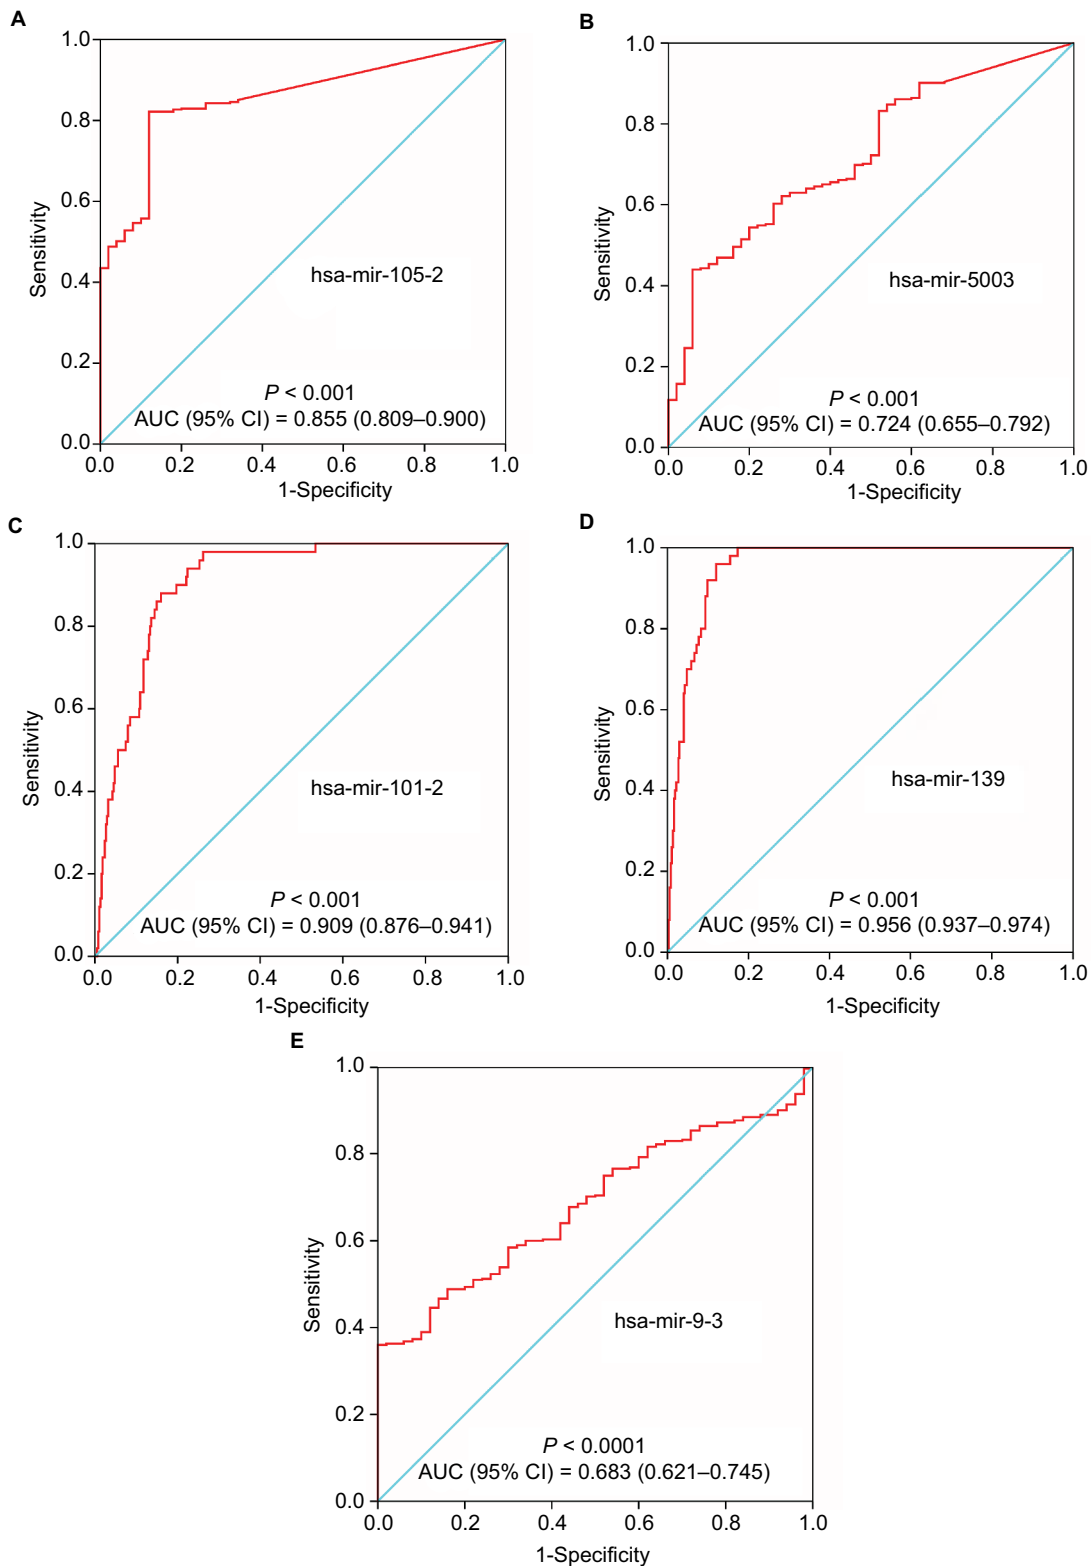 A
1.0
0.8
0.6
0.4
0.2
0.0
Sensitivity
hsa-mir-105-2
P < 0.001
AUC (95% CI) = 0.855 (0.809–0.900)
0.0 0.2 0.4 0.6 0.8 1.0
1-Specificity
B
1.0
0.8
0.6
0.4
0.2
0.0
Sensitivity
hsa-mir-5003
P < 0.001
AUC (95% CI) = 0.724 (0.655–0.792)
0.0 0.2 0.4 0.6 0.8 1.0
1-Specificity
C
1.0
0.8
0.6
0.4
0.2
0.0
Sensitivity
hsa-mir-101-2
P < 0.001
AUC (95% CI) = 0.909 (0.876–0.941)
0.0 0.2 0.4 0.6 0.8 1.0
1-Specificity
D
1.0
0.8
0.6
0.4
0.2
0.0
Sensitivity
hsa-mir-139
P < 0.001
AUC (95% CI) = 0.956 (0.937–0.974)
0.0 0.2 0.4 0.6 0.8 1.0
1-Specificity
E
1.0
0.8
0.6
0.4
0.2
0.0
Sensitivity
hsa-mir-9-3
P < 0.0001
AUC (95% CI) = 0.683 (0.621–0.745)
0.0 0.2 0.4 0.6 0.8 1.0
1-Specificity